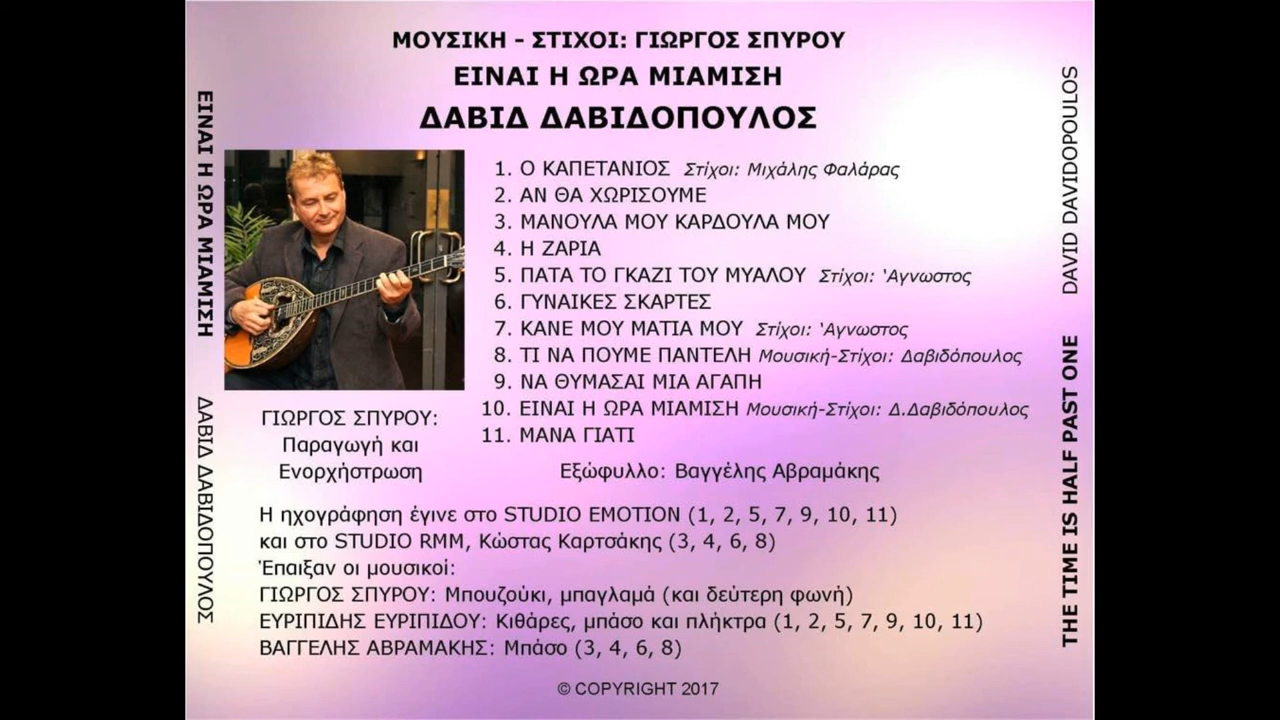 ΜΟΥΣΙΚΗ – ΣΤΙΧΟΙ: ΓΙΩΡΓΟΣ ΣΠΥΡΟΥ
ΕΙΝΑΙ Η ΩΡΑ ΜΙΑΜΙΣΗ
ΔΑΒΙΔ ΔΑΒΙΔΟΠΟΥΛΟΣ
ΕΙΝΑΙ Η ΩΡΑ ΜΙΑΜΙΣΗ ΔΑΒΙΔ ΔΑΒΙΔΟΠΟΥΛΟΣ
1. Ο ΚΑΠΕΤΑΝΙΟΣ Στίχοι: Μιχάλης Φαλάρας
2. ΑΝ ΘΑ ΧΩΡΙΣΟΥΜΕ
3. ΜΑΝΟΥΛΑ ΜΟΥ ΚΑΡΔΟΥΛΑ ΜΟΥ
4. Η ΖΑΡΙΑ
5. ΠΑΤΑ ΤΟ ΓΚΑΖΙ ΤΟΥ ΜΥΑΛΟΥ Στίχοι: 'Αγνωστος
6. ΓΥΝΑΙΚΕΣ ΣΚΑΡΤΕΣ
7. ΚΑΝΕ ΜΟΥ ΜΑΤΙΑ ΜΟΥ Στίχοι: 'Αγνωστος
8. ΤΙ ΝΑ ΠΟΥΜΕ ΠΑΝΤΕΛΗ Μουσική-Στίχοι: Δαβιδόπουλος
9. ΝΑ ΘΥΜΑΣΑΙ ΜΙΑ ΑΓΑΠΗ
10. ΕΙΝΑΙ Η ΩΡΑ ΜΙΑΜΙΣΗ Μουσική-Στίχοι: Δ.Δαβιδόπουλος
11. ΜΑΝΑ ΓΙΑΤΙ
ΓΙΩΡΓΟΣ ΣΠΥΡΟΥ:
Παραγωγή και
Ενορχήστρωση
Εξώφυλλο: Βαγγέλης Αβραμάκης
Η ηχογράφηση έγινε στο STUDIO EMOTION (1, 2, 5, 7, 9, 10, 11)
και στο STUDIO RMM, Κώστας Καρτσάκης (3, 4, 6, 8)
Έπαιξαν οι μουσικοί:
ΓΙΩΡΓΟΣ ΣΠΥΡΟΥ: Μπουζούκι, μπαγλαμά (και δεύτερη φωνή)
ΕΥΡΙΠΙΔΗΣ ΕΥΡΙΠΙΔΟΥ: Κιθάρες, μπάσο και πλήκτρα (1, 2, 5, 7, 9, 10, 11)
ΒΑΓΓΕΛΗΣ ΑΒΡΑΜΑΚΗΣ: Μπάσο (3, 4, 6, 8)
© COPYRIGHT 2017
THE TIME IS HALF PAST ONE DAVID DAVIDOPOULOS